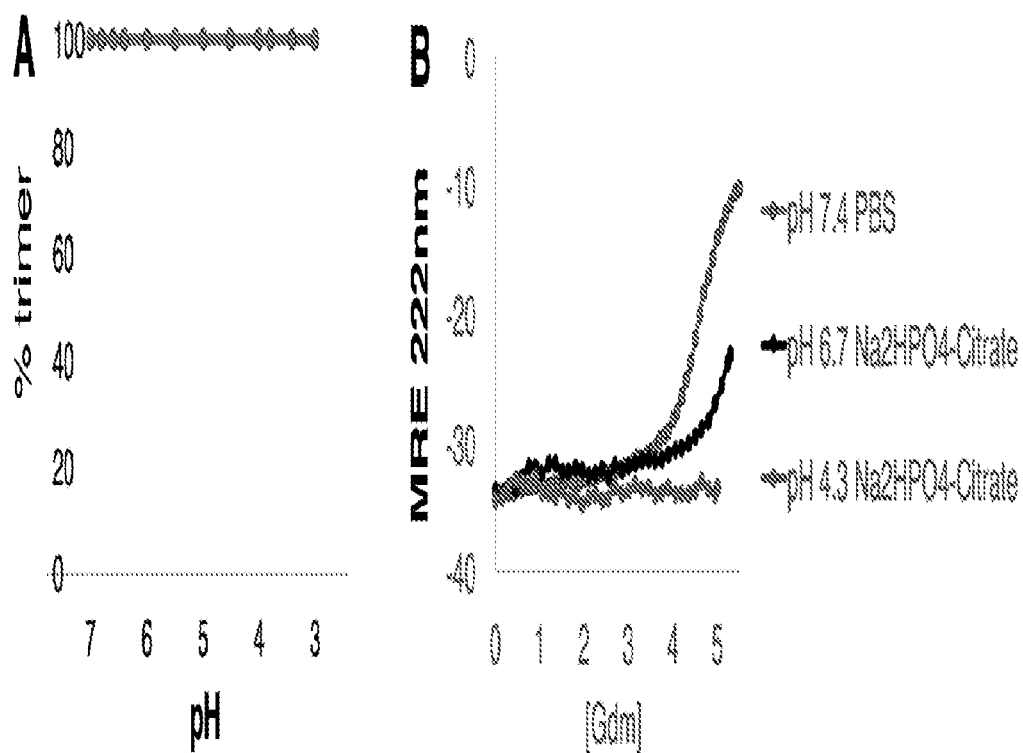 A
% trimer
100
80
60
40
20
0
7 6 5 4 3
pH
B
MRE 222nm
0
-10
-20
-30
-40
0 1 2 3 4 5
[Gdm]
pH 7.4 PBS
pH 6.7 Na2HPO4-Citrate
pH 4.3 Na2HPO4-Citrate